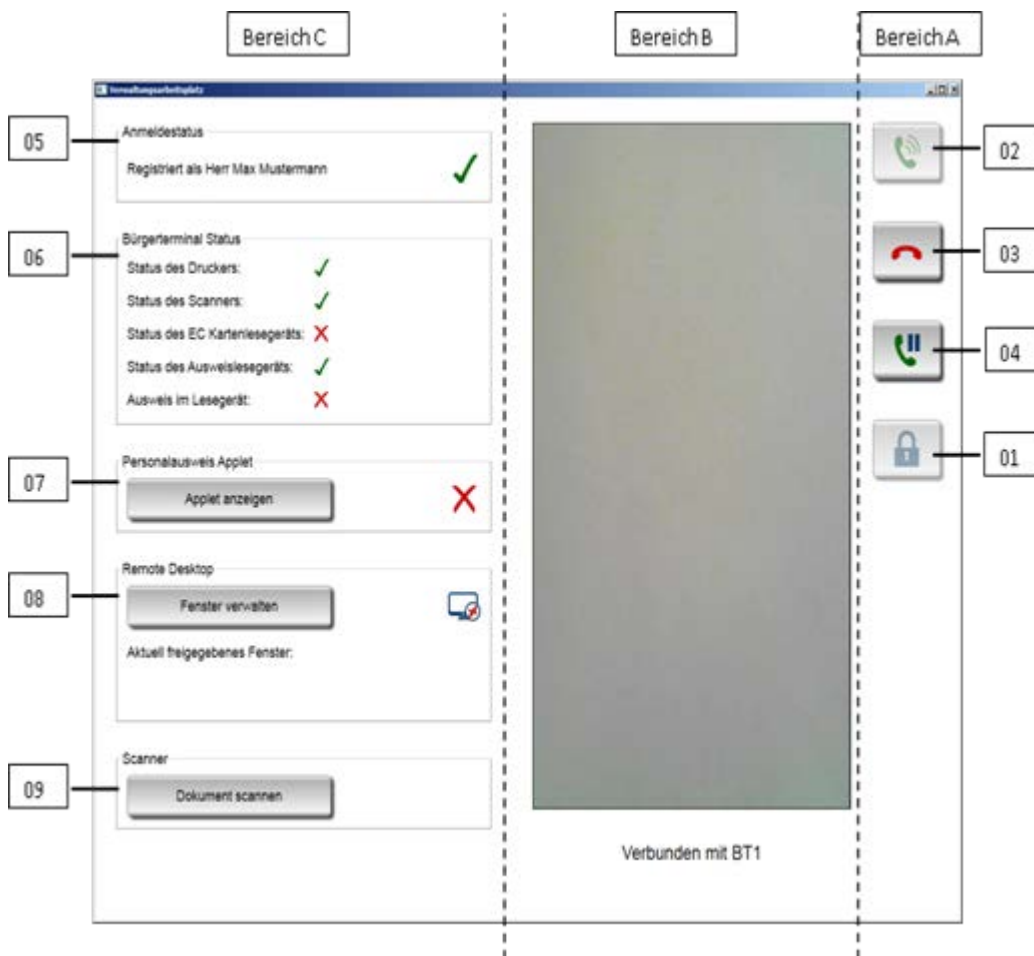 Bereich C
Bereich B
Bereich A
Verwaltungsarbeitsplatz
05
Anmeldestatus
Registriert als Herr Max Mustermann
02
06
Bürgerterminal Status
Status des Druckers:
Status des Scanners:
Status des EC Kartenlesegeräts:
Status des Ausweislesegeräts:
Ausweis im Lesegerät:
03
04
01
07
Personalausweis Applet
Applet anzeigen
08
Remote Desktop
Fenster verwalten
Aktuell freigegebenes Fenster:
09
Scanner
Dokument scannen
Verbunden mit BT1